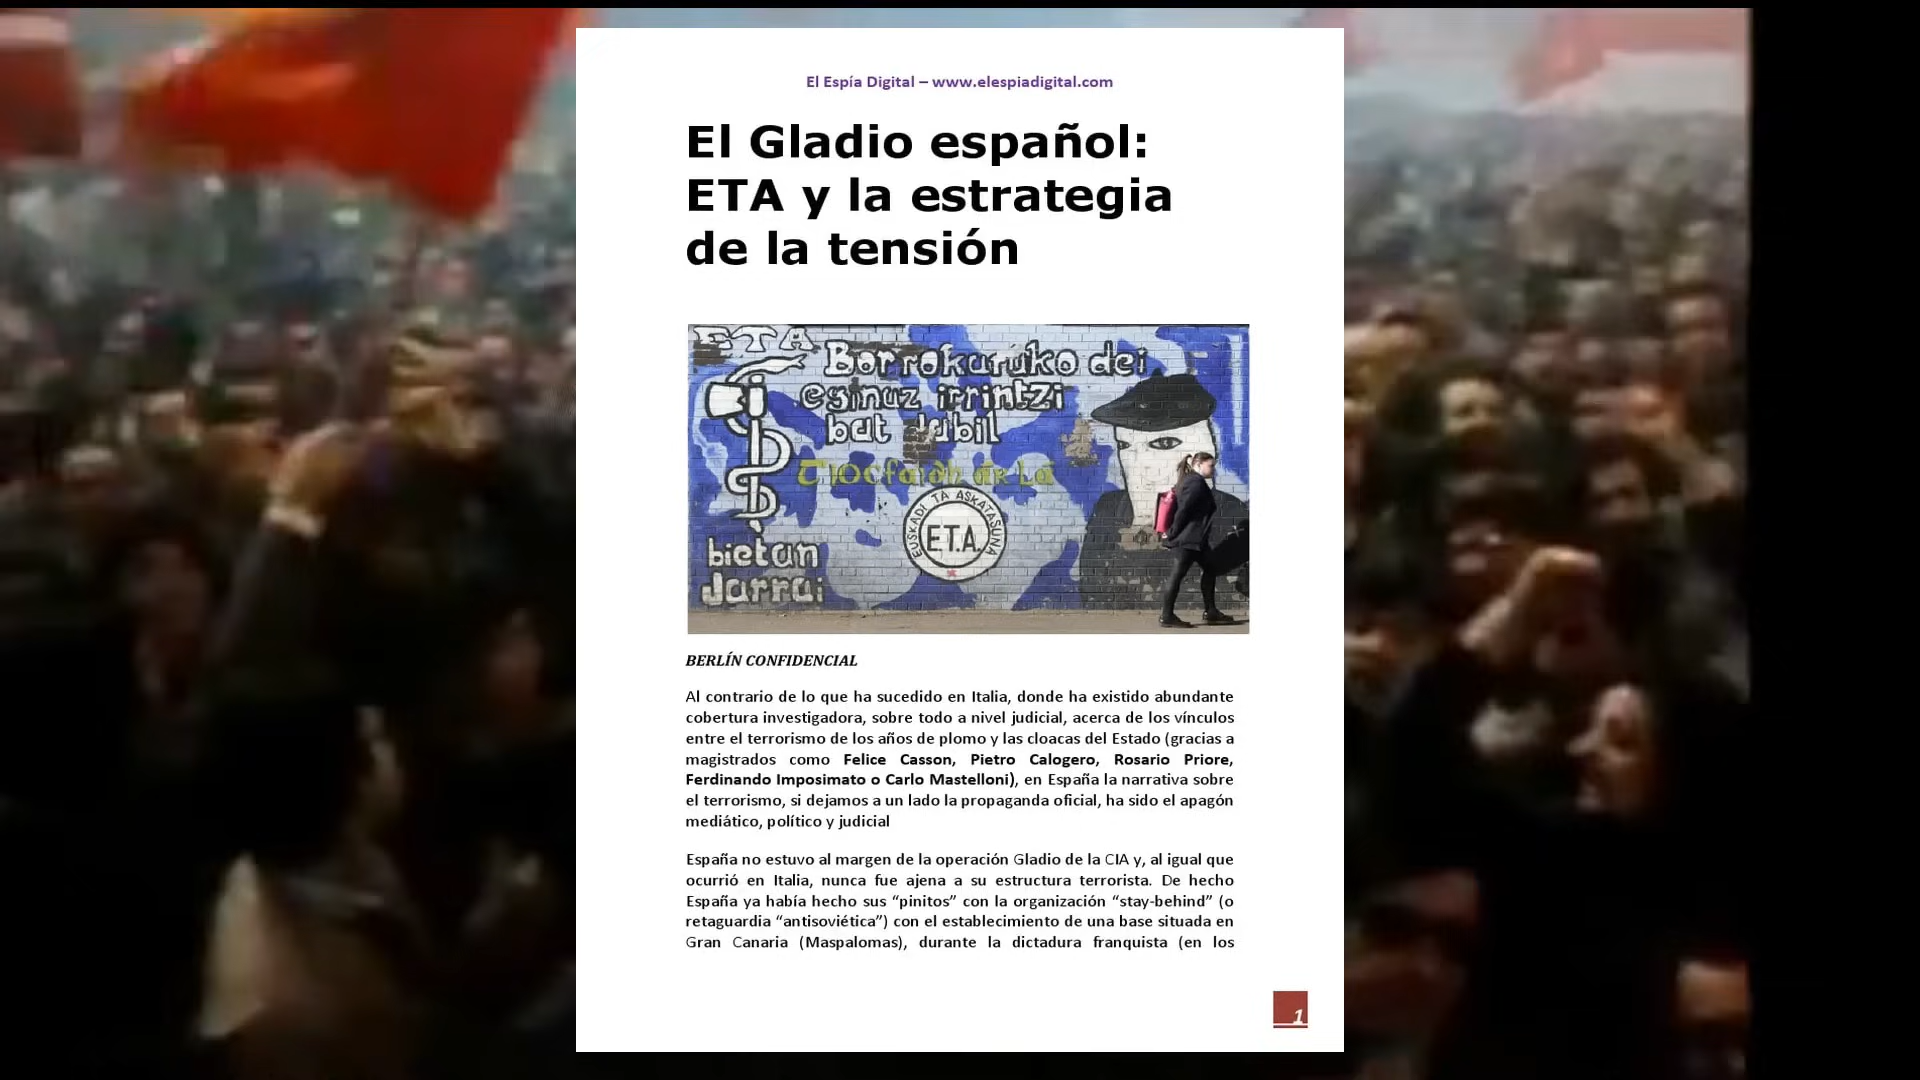 El Espía Digital – www.elespiadigital.com
El Gladio español:
ETA y la estrategia
de la tensión
ETA
Borrokaruko dei
eginuz irrintzi
bat dabil
Tiocfaidh ár Lá
EUSKADI TA ASKATASUNA
E.T.A.
bietan
Jarrai
BERLÍN CONFIDENCIAL
Al contrario de lo que ha sucedido en Italia, donde ha existido abundante
cobertura investigadora, sobre todo a nivel judicial, acerca de los vínculos
entre el terrorismo de los años de plomo y las cloacas del Estado (gracias a
magistrados como Felice Casson, Pietro Calogero, Rosario Priore,
Ferdinando Imposimato o Carlo Mastelloni), en España la narrativa sobre
el terrorismo, si dejamos a un lado la propaganda oficial, ha sido el apagón
mediático, político y judicial
España no estuvo al margen de la operación Gladio de la CIA y, al igual que
ocurrió en Italia, nunca fue ajena a su estructura terrorista. De hecho
España ya había hecho sus “pinitos” con la organización “stay-behind” (o
retaguardia “antisoviética”) con el establecimiento de una base situada en
Gran Canaria (Maspalomas), durante la dictadura franquista (en los
1